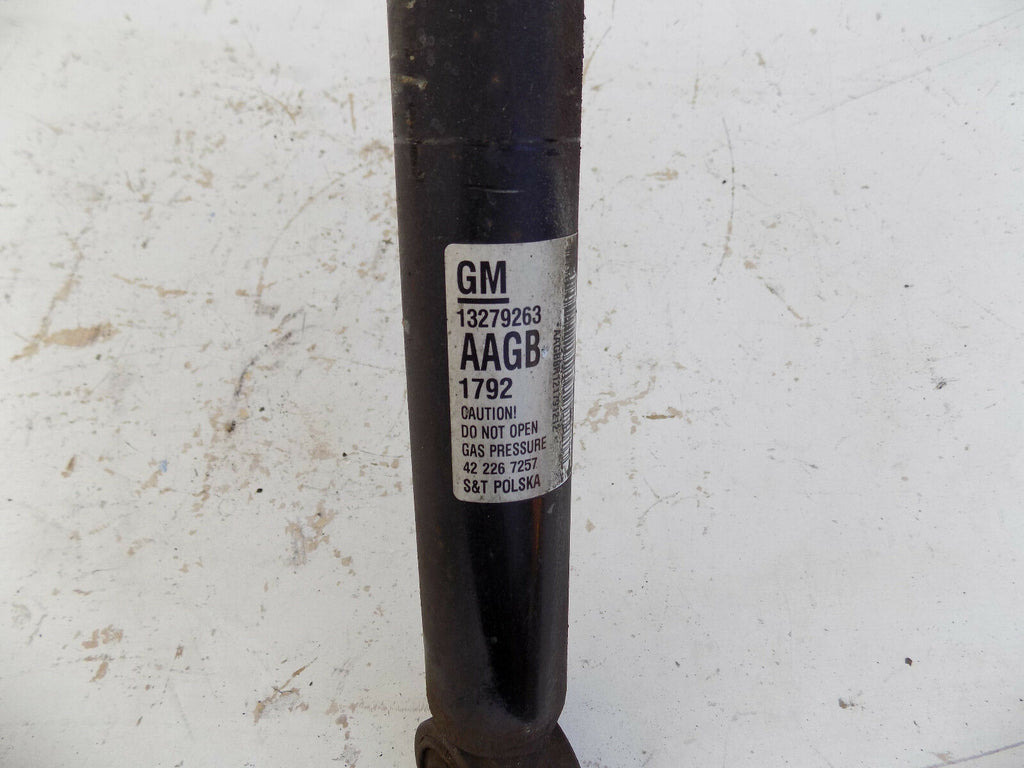 GM
13279263
AAGB
1792
CAUTION!
DO NOT OPEN
GAS PRESSURE
42 226 7257
S&T POLSKA